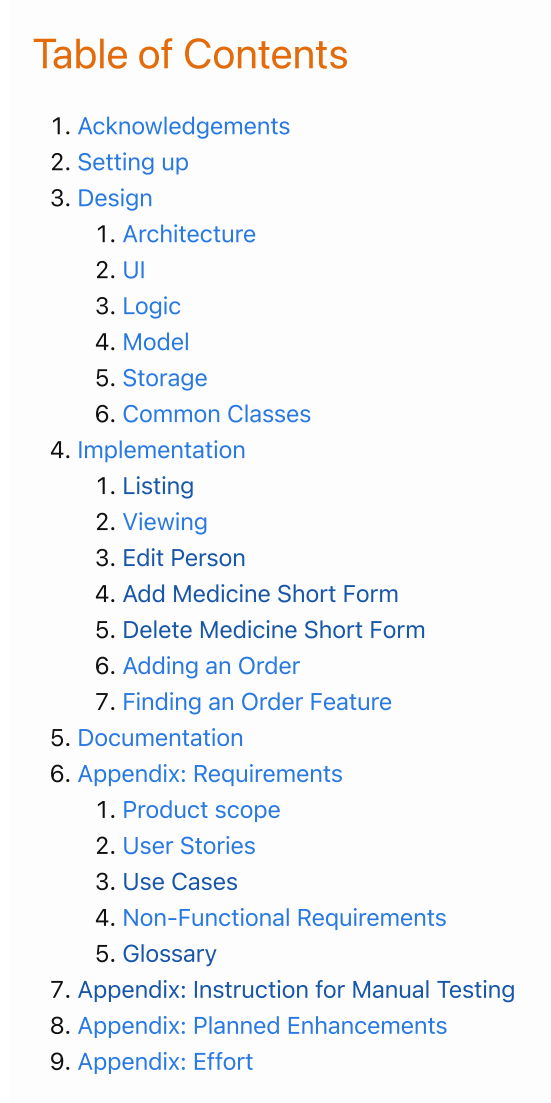 Table of Contents
1. Acknowledgements
2. Setting up
3. Design
1. Architecture
2. UI
3. Logic
4. Model
5. Storage
6. Common Classes
4. Implementation
1. Listing
2. Viewing
3. Edit Person
4. Add Medicine Short Form
5. Delete Medicine Short Form
6. Adding an Order
7. Finding an Order Feature
5. Documentation
6. Appendix: Requirements
1. Product scope
2. User Stories
3. Use Cases
4. Non-Functional Requirements
5. Glossary
7. Appendix: Instruction for Manual Testing
8. Appendix: Planned Enhancements
9. Appendix: Effort